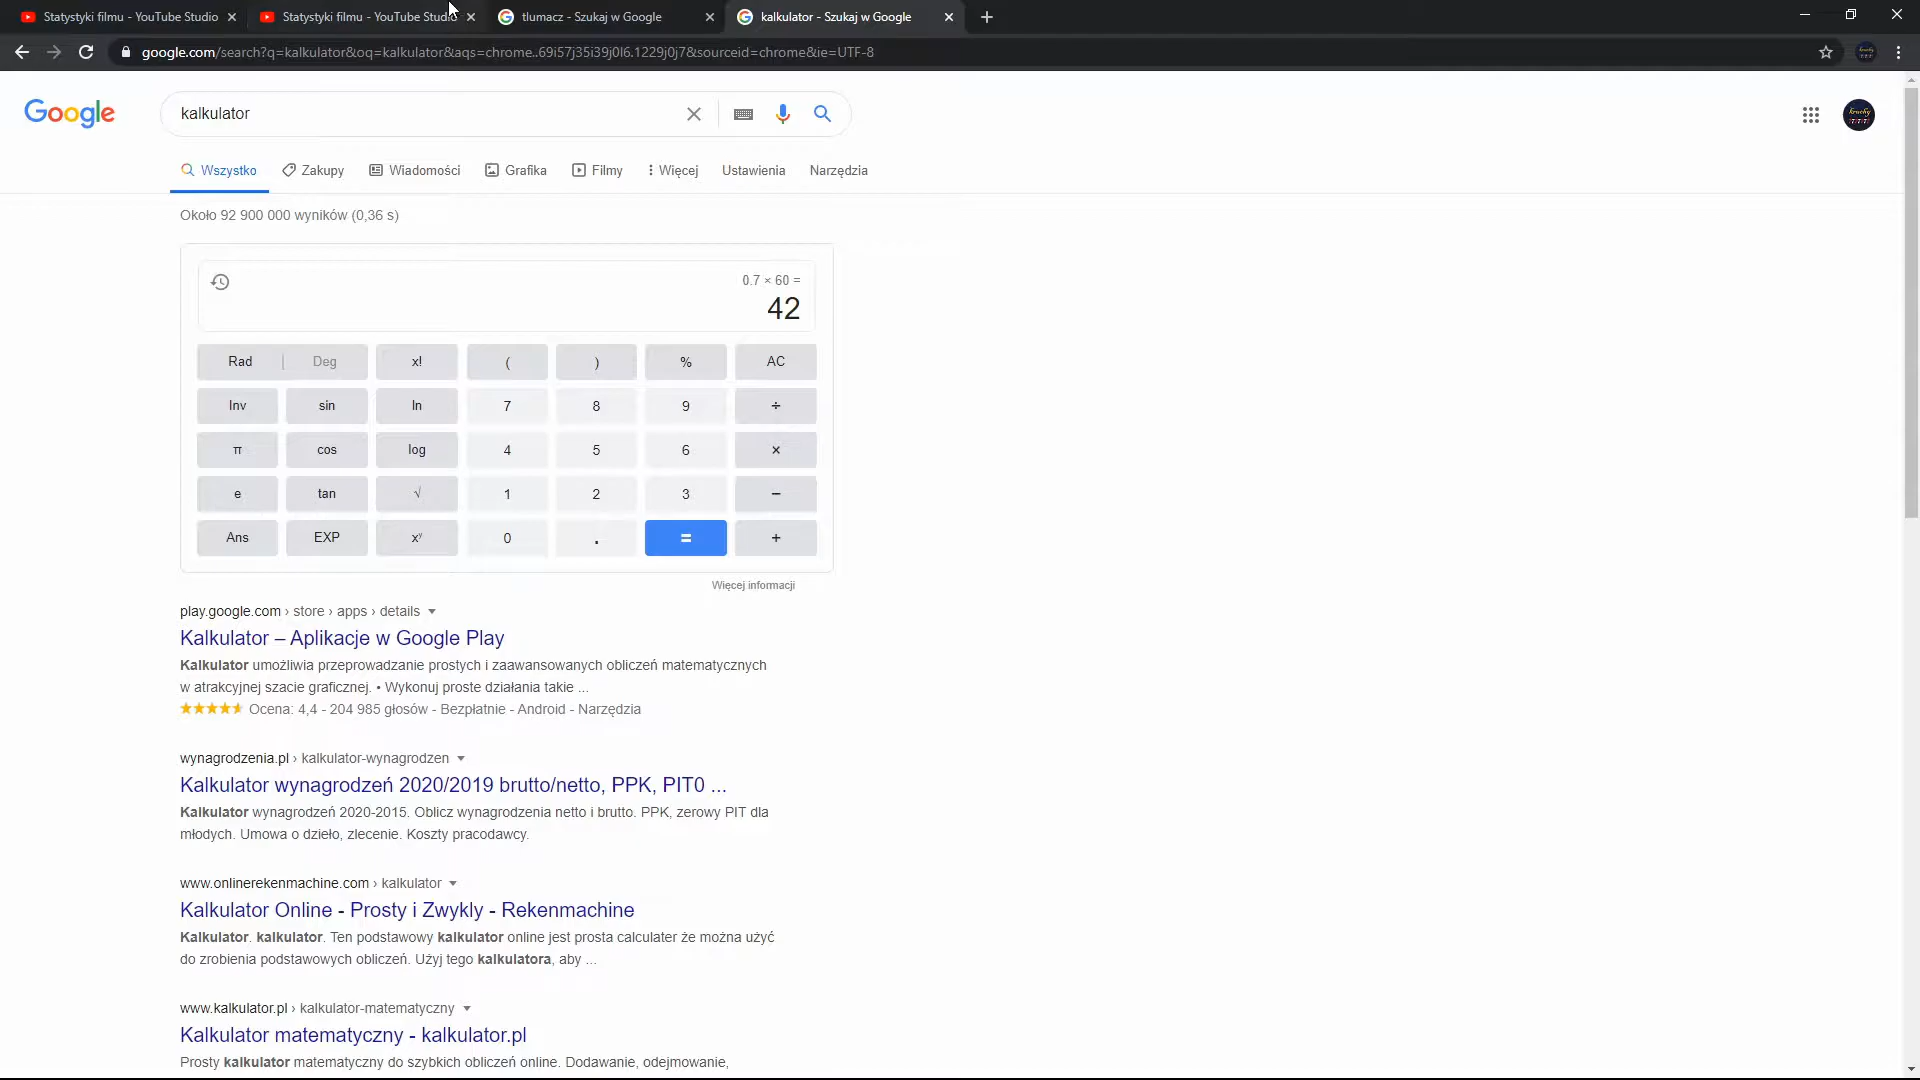 Statystyki filmu - YouTube Studio
Statystyki filmu - YouTube Studio
tlumacz - Szukaj w Google
kalkulator - Szukaj w Google
google.com/search?q=kalkulator&oq=kalkulator&aqs=chrome..69i57j35i39j0l6.1229j0j7&sourceid=chrome&ie=UTF-8
Google
kalkulator
Wszystko
Zakupy
Wiadomości
Grafika
Filmy
Więcej
Ustawienia
Narzędzia
Około 92 900 000 wyników (0,36 s)
0.7 × 60 =
42
Rad | Deg x! ( ) % AC
Inv sin ln 7 8 9 ÷
π cos log 4 5 6 ×
e tan √ 1 2 3 −
Ans EXP xʸ 0 . = +
Więcej informacji
play.google.com › store › apps › details
Kalkulator – Aplikacje w Google Play
Kalkulator umożliwia przeprowadzanie prostych i zaawansowanych obliczeń matematycznych
w atrakcyjnej szacie graficznej. • Wykonuj proste działania takie ...
Ocena: 4,4 - 204 985 głosów - Bezpłatnie - Android - Narzędzia
wynagrodzenia.pl › kalkulator-wynagrodzen
Kalkulator wynagrodzeń 2020/2019 brutto/netto, PPK, PIT0 ...
Kalkulator wynagrodzeń 2020-2015. Oblicz wynagrodzenia netto i brutto. PPK, zerowy PIT dla
młodych. Umowa o dzieło, zlecenie. Koszty pracodawcy.
www.onlinerekenmachine.com › kalkulator
Kalkulator Online - Prosty i Zwykly - Rekenmachine
Kalkulator. kalkulator. Ten podstawowy kalkulator online jest prosta calculater że można użyć
do zrobienia podstawowych obliczeń. Użyj tego kalkulatora, aby ...
www.kalkulator.pl › kalkulator-matematyczny
Kalkulator matematyczny - kalkulator.pl
Prosty kalkulator matematyczny do szybkich obliczeń online. Dodawanie, odejmowanie,